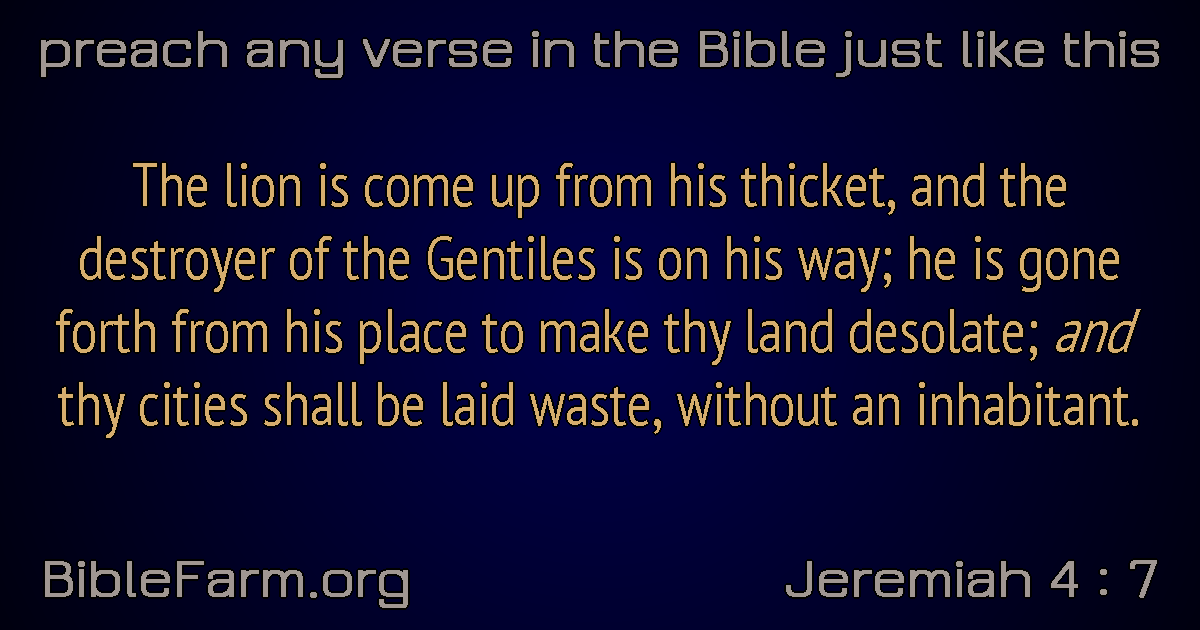 preach any verse in the Bible just like this
The lion is come up from his thicket, and the
destroyer of the Gentiles is on his way; he is gone
forth from his place to make thy land desolate; and
thy cities shall be laid waste, without an inhabitant.
BibleFarm.org
Jeremiah 4 : 7